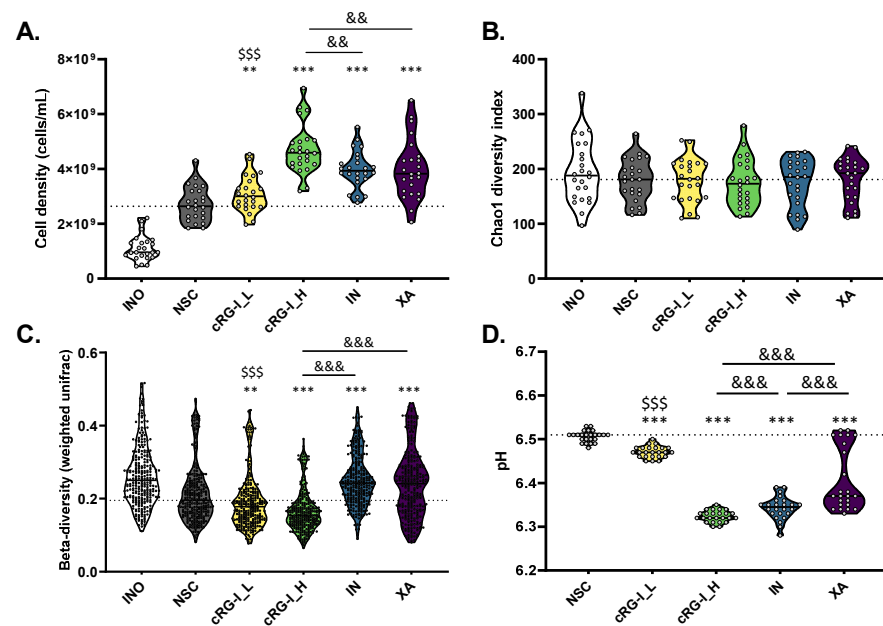 A.
&&
&&
$$$
** *** *** ***
Cell density (cells/mL)
8×10⁹
6×10⁹
4×10⁹
2×10⁹
0
INO NSC cRG-I_L cRG-I_H IN XA
B.
Chao1 diversity index
400
300
200
100
0
INO NSC cRG-I_L cRG-I_H IN XA
C.
&&&
&&&
$$$
** *** *** ***
Beta-diversity (weighted unifrac)
0.6
0.4
0.2
0.0
INO NSC cRG-I_L cRG-I_H IN XA
D.
&&&
&&& &&&
$$$
*** *** *** ***
pH
6.7
6.6
6.5
6.3
6.2
NSC cRG-I_L cRG-I_H IN XA